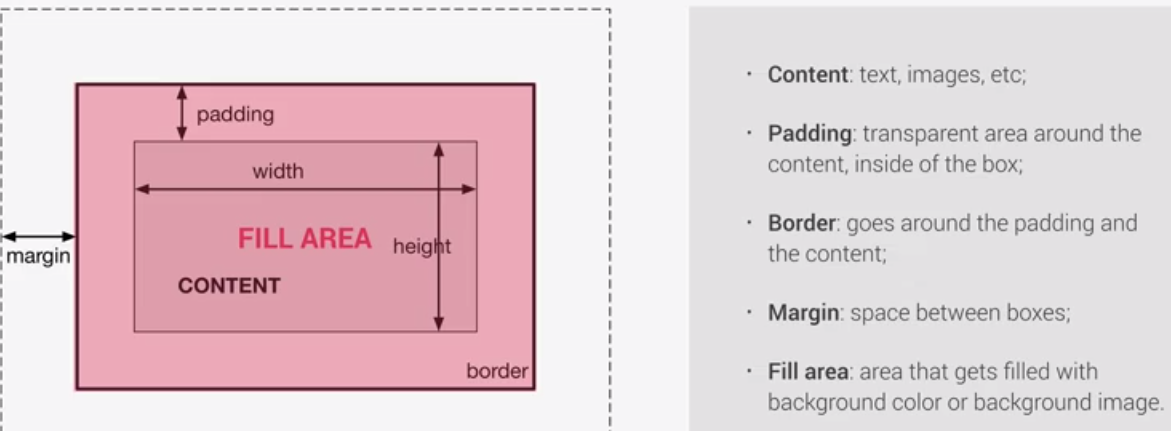 padding
width
FILL AREA
height
margin
CONTENT
border
· Content: text, images, etc;
· Padding: transparent area around the
content, inside of the box;
· Border: goes around the padding and
the content;
· Margin: space between boxes;
· Fill area: area that gets filled with
background color or background image.